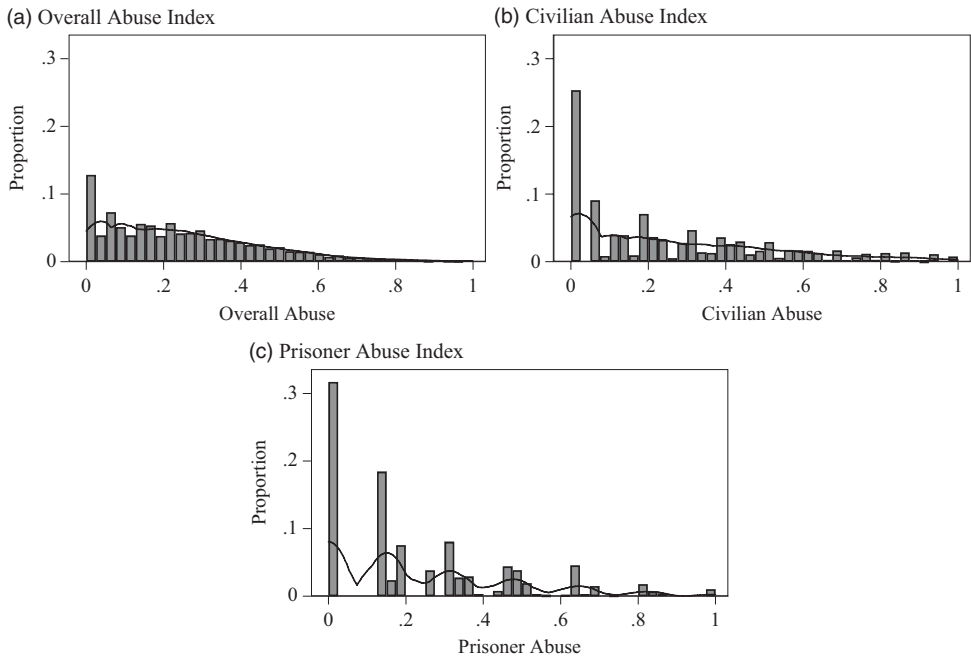 (a) Overall Abuse Index
.3
.2
.1
0
Proportion
0 .2 .4 .6 .8 1
Overall Abuse
(b) Civilian Abuse Index
.3
.2
.1
0
Proportion
0 .2 .4 .6 .8 1
Civilian Abuse
(c) Prisoner Abuse Index
.3
.2
.1
0
Proportion
0 .2 .4 .6 .8 1
Prisoner Abuse